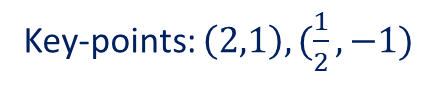 Key-points: (2,1), (1/2, −1)